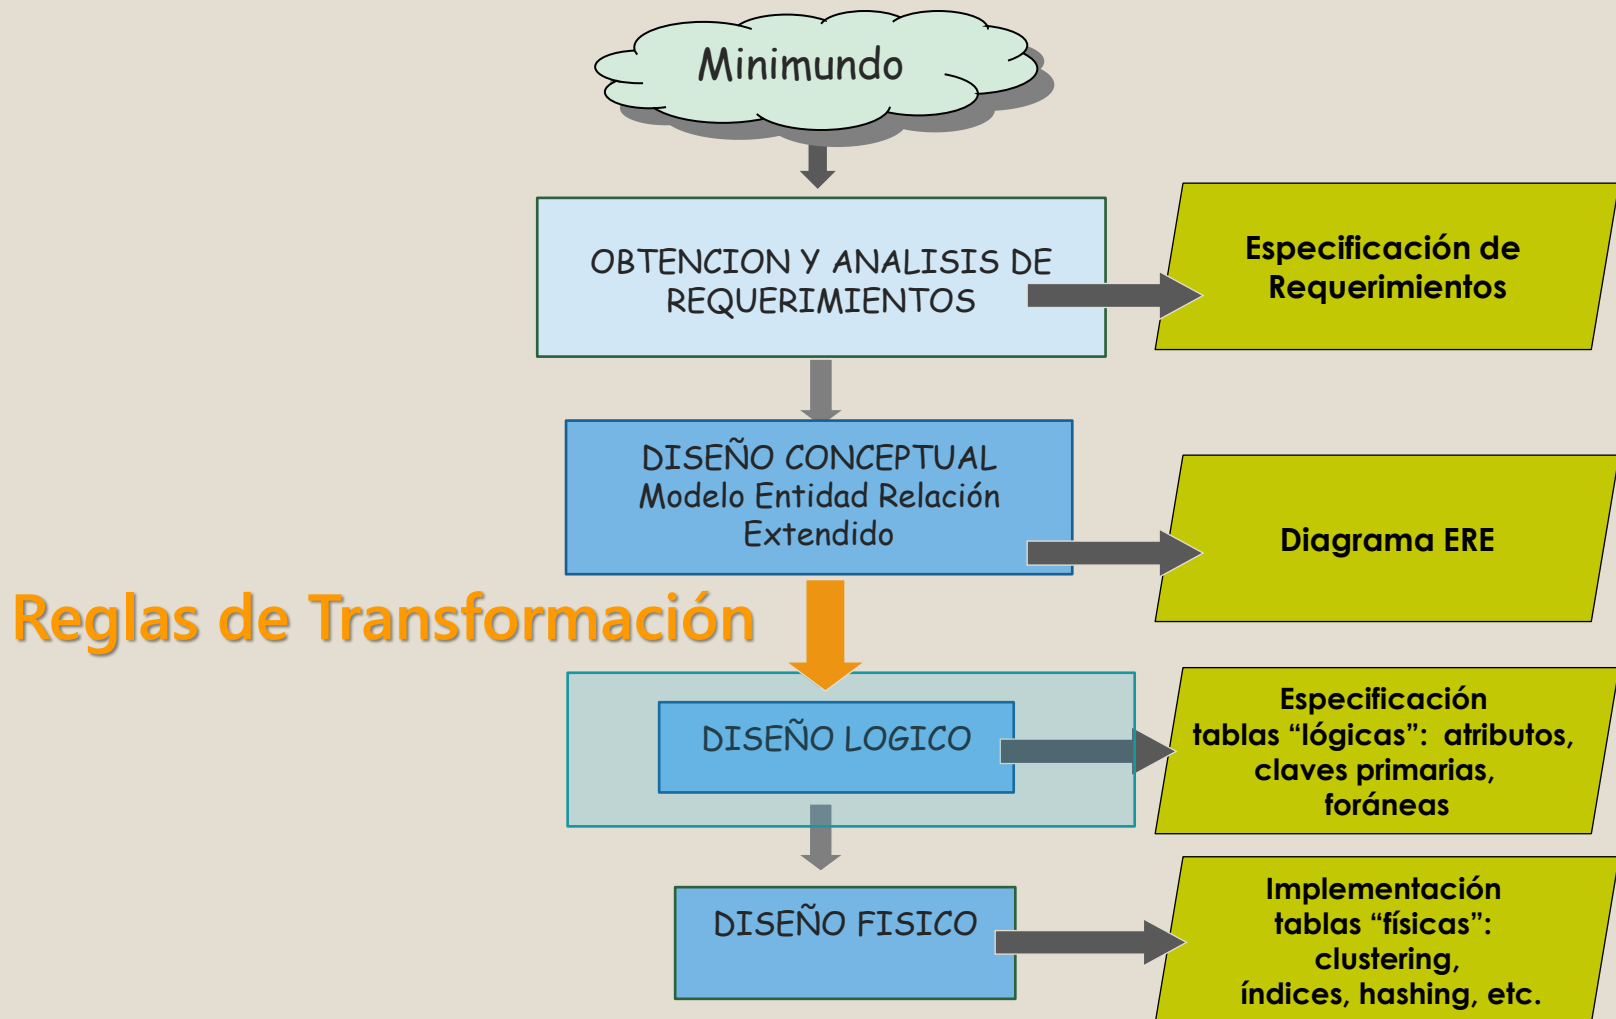 Minimundo
OBTENCION Y ANALISIS DE
REQUERIMIENTOS
Especificación de
Requerimientos
DISEÑO CONCEPTUAL
Modelo Entidad Relación
Extendido
Diagrama ERE
Reglas de Transformación
DISEÑO LOGICO
Especificación
tablas “lógicas”: atributos,
claves primarias,
foráneas
DISEÑO FISICO
Implementación
tablas “físicas”:
clustering,
índices, hashing, etc.